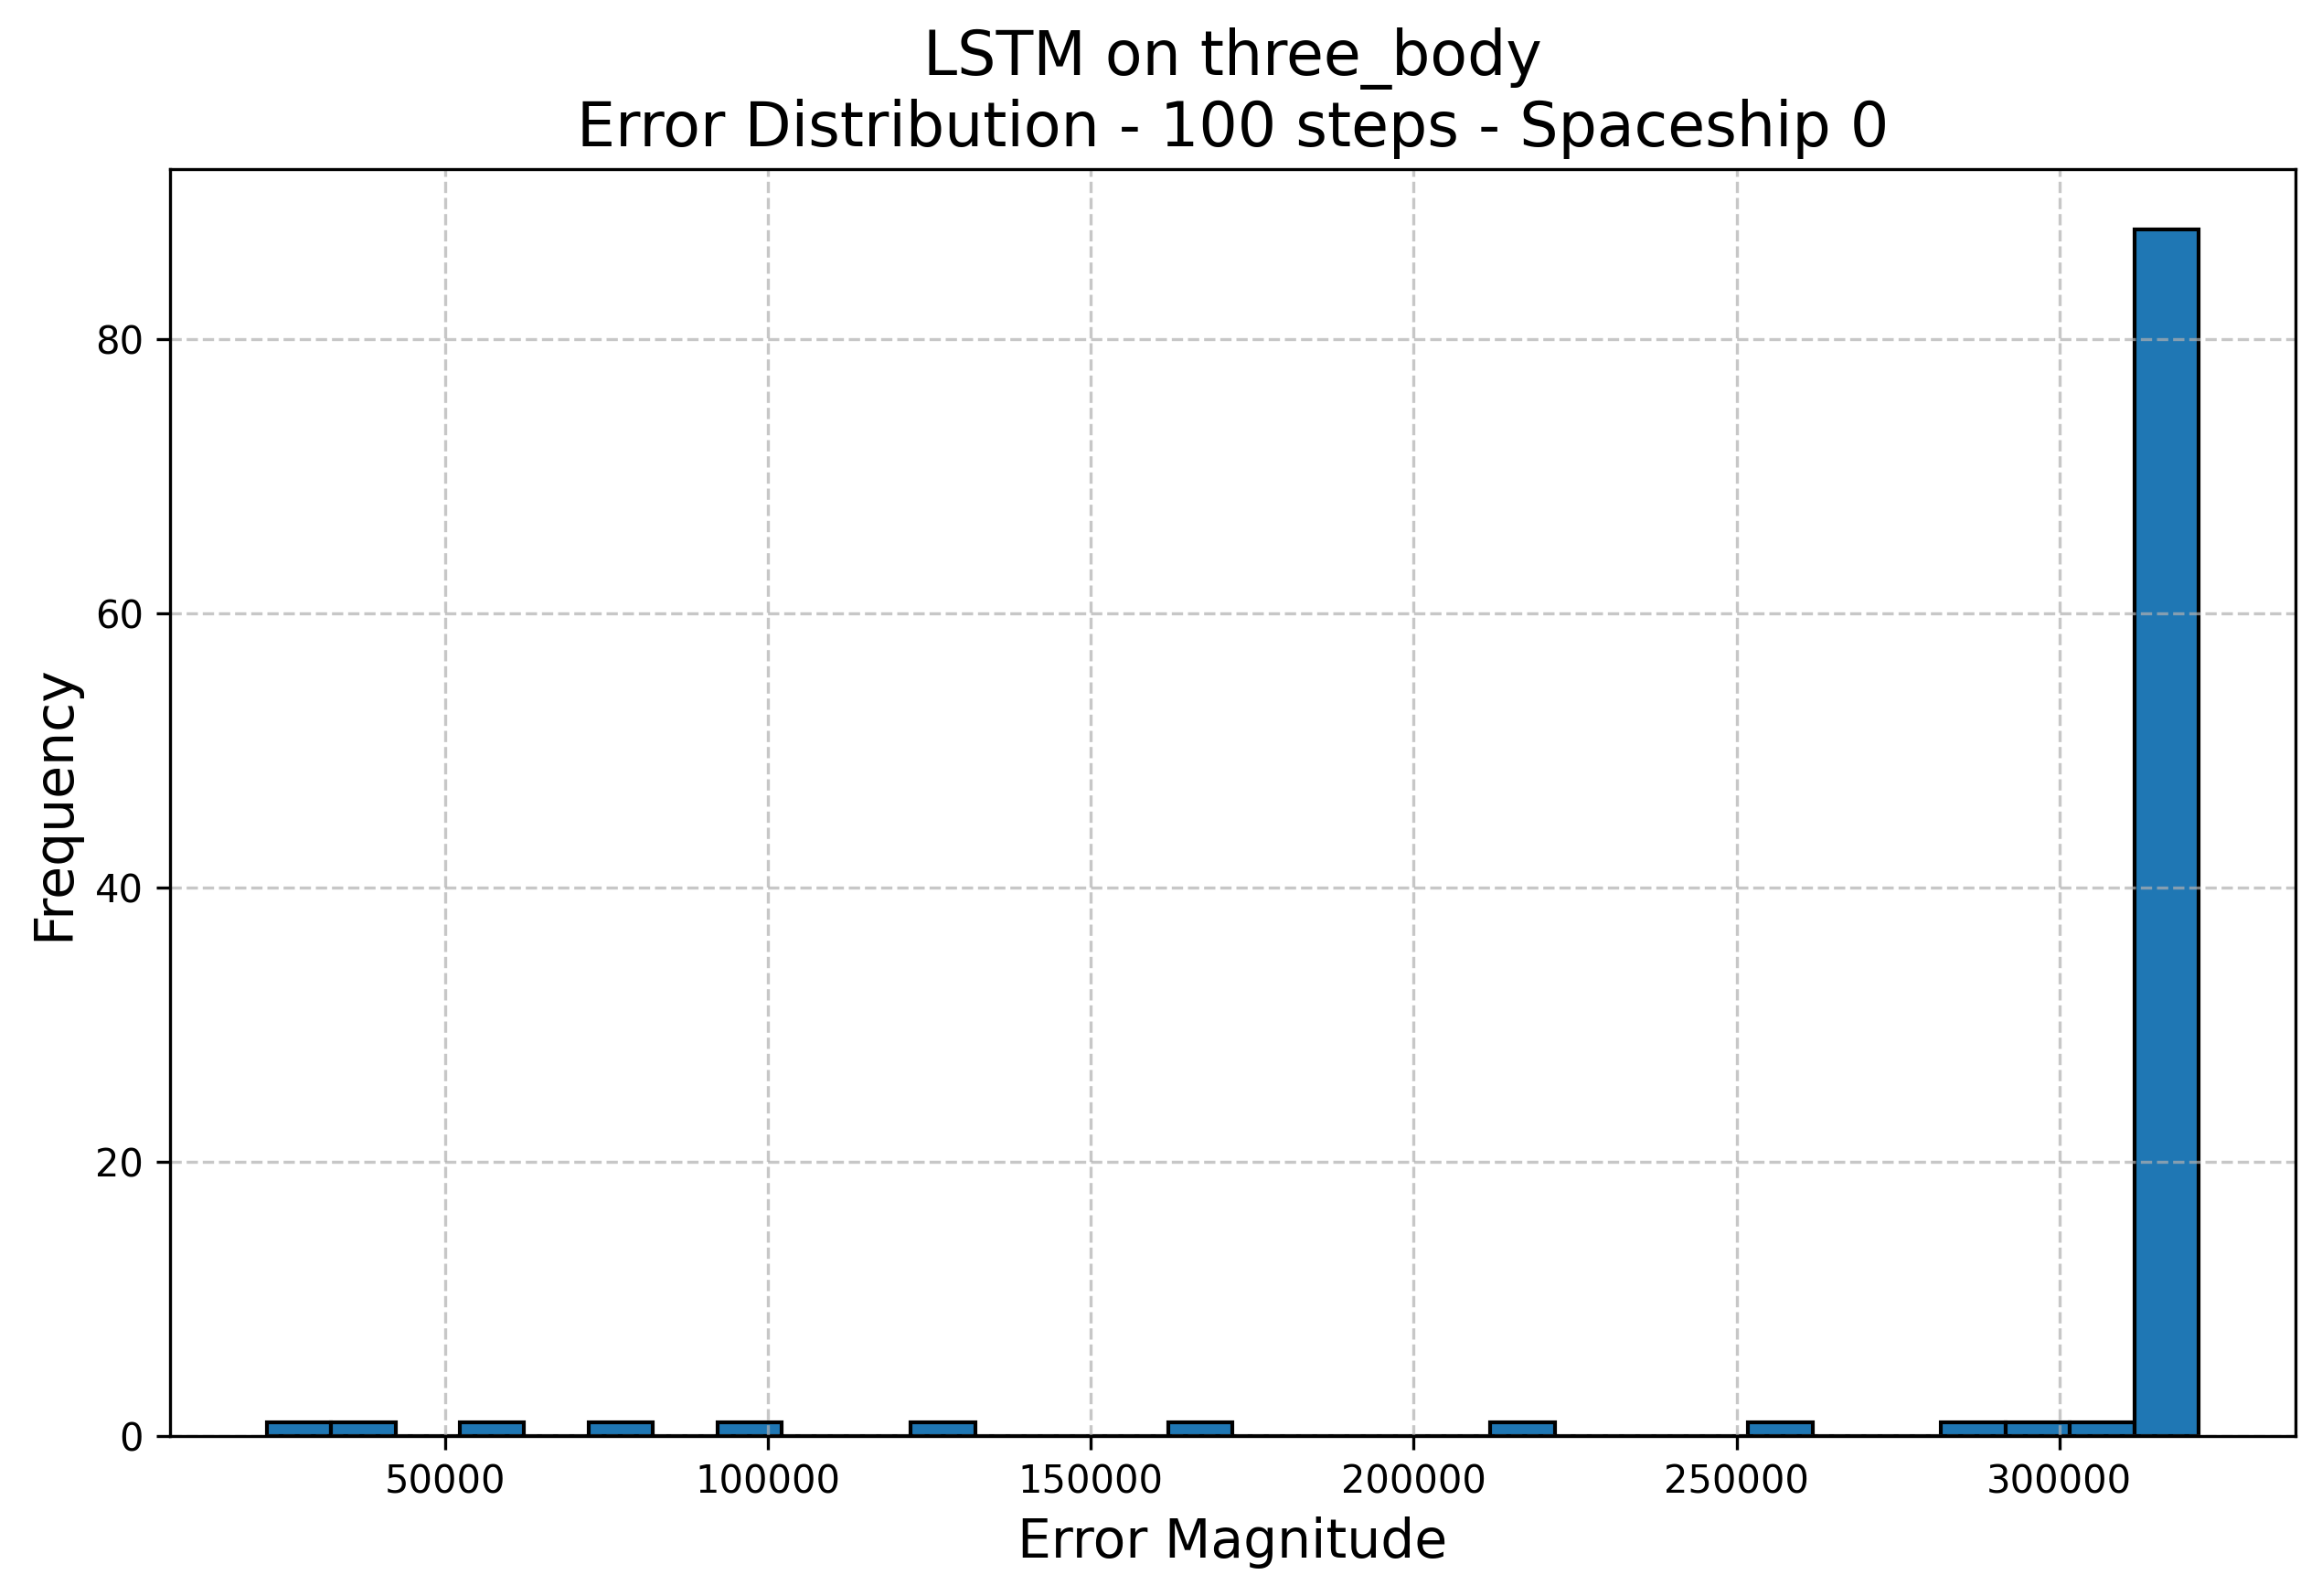 LSTM on three_body
Error Distribution - 100 steps - Spaceship 0
Frequency
80
60
40
20
0
50000 100000 150000 200000 250000 300000
Error Magnitude